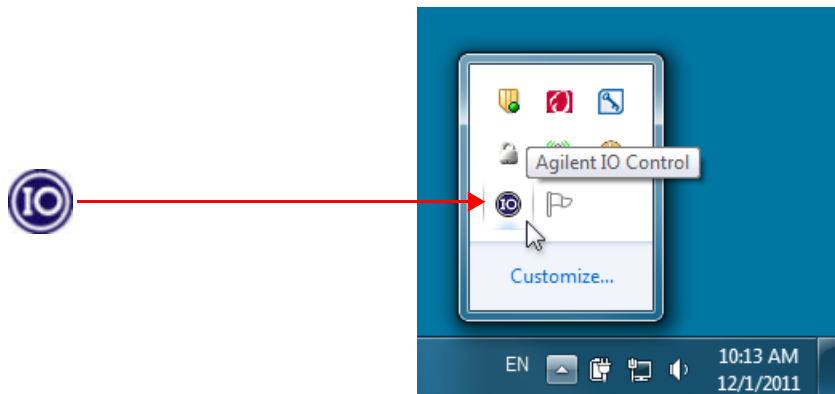 IO
Agilent IO Control
IO
Customize...
EN
10:13 AM
12/1/2011